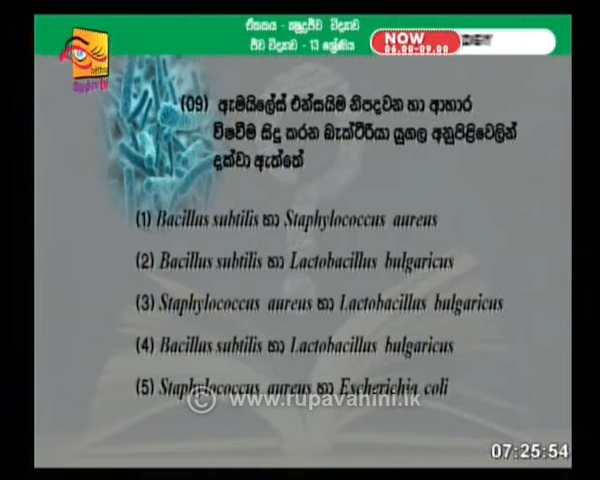 ඒකකය - ක්ෂුද්‍රජීව විද්‍යාව
ජීව විද්‍යාව - 13 ශ්‍රේණිය
NOW
06.00-09.00
(09) ඇමයිලේස් එන්සයිම නිපදවන හා ආහාර
විෂවීම සිදු කරන බැක්ටීරියා යුගල අනුපිළිවෙලින්
දක්වා ඇත්තේ
(1) Bacillus subtilis හා Staphylococcus aureus
(2) Bacillus subtilis හා Lactobacillus bulgaricus
(3) Staphylococcus aureus හා Lactobacillus bulgaricus
(4) Bacillus subtilis හා Lactobacillus bulgaricus
(5) Staphylococcus aureus හා Escherichia coli
© www.rupavahini.lk
07:25:54